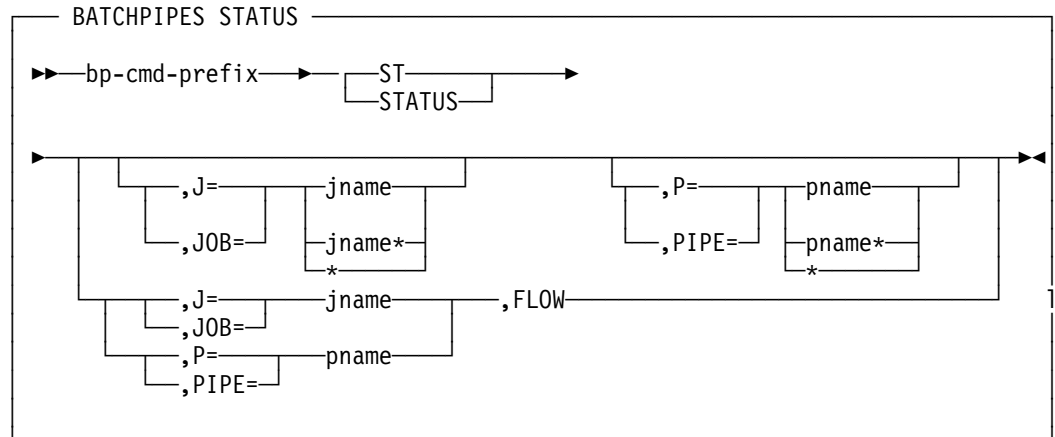 BATCHPIPES STATUS
bp-cmd-prefix ST
STATUS
,J= jname ,P= pname
,JOB= jname* ,PIPE= pname*
* *
,J= jname ,FLOW
,JOB=
,P= pname
,PIPE=